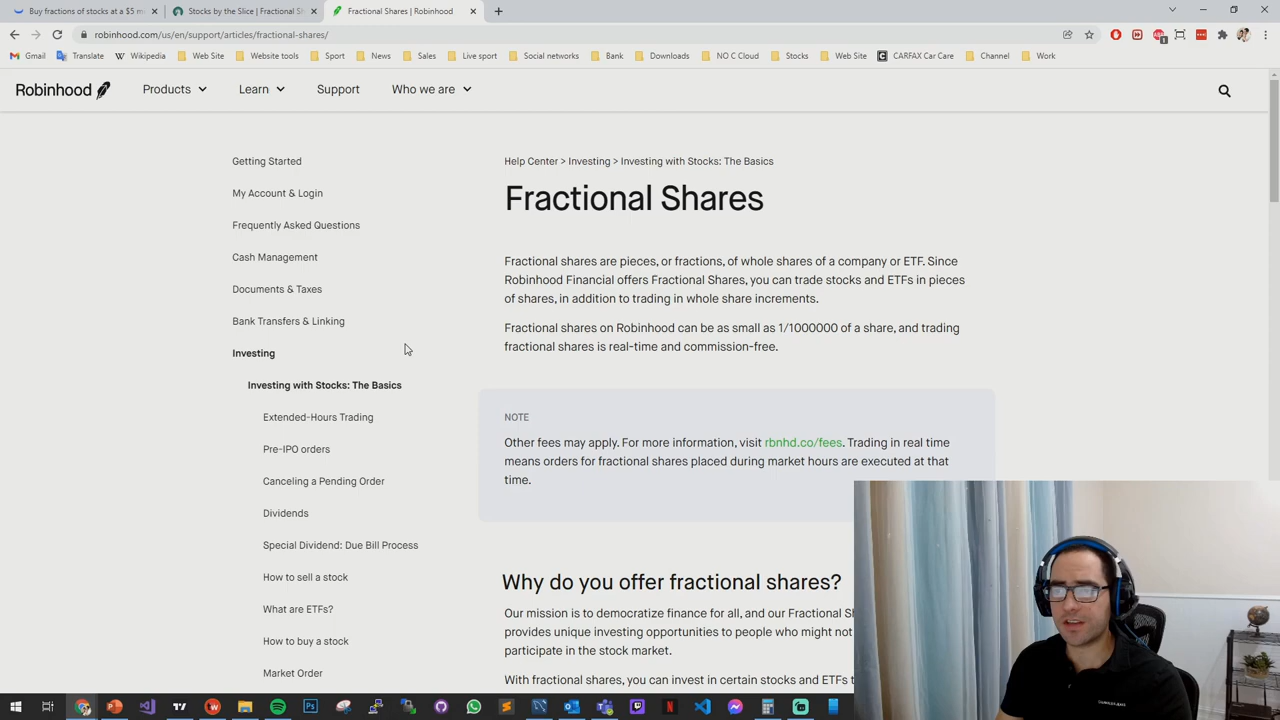 Buy fractions of stocks at a $5 m
Stocks by the Slice | Fractional Sh
Fractional Shares | Robinhood
robinhood.com/us/en/support/articles/fractional-shares/
Gmail
Translate
Wikipedia
Web Site
Website tools
Sport
News
Sales
Live sport
Social networks
Bank
Downloads
NO C Cloud
Stocks
Web Site
CARFAX Car Care
Channel
Work
Robinhood
Products
Learn
Support
Who we are
Getting Started
My Account & Login
Frequently Asked Questions
Cash Management
Documents & Taxes
Bank Transfers & Linking
Investing
Investing with Stocks: The Basics
Extended-Hours Trading
Pre-IPO orders
Canceling a Pending Order
Dividends
Special Dividend: Due Bill Process
How to sell a stock
What are ETFs?
How to buy a stock
Market Order
Help Center > Investing > Investing with Stocks: The Basics
Fractional Shares
Fractional shares are pieces, or fractions, of whole shares of a company or ETF. Since
Robinhood Financial offers Fractional Shares, you can trade stocks and ETFs in pieces
of shares, in addition to trading in whole share increments.
Fractional shares on Robinhood can be as small as 1/1000000 of a share, and trading
fractional shares is real-time and commission-free.
NOTE
Other fees may apply. For more information, visit rbnhd.co/fees. Trading in real time
means orders for fractional shares placed during market hours are executed at that
time.
Why do you offer fractional shares?
Our mission is to democratize finance for all, and our Fractional Sh
provides unique investing opportunities to people who might not
participate in the stock market.
With fractional shares, you can invest in certain stocks and ETFs t